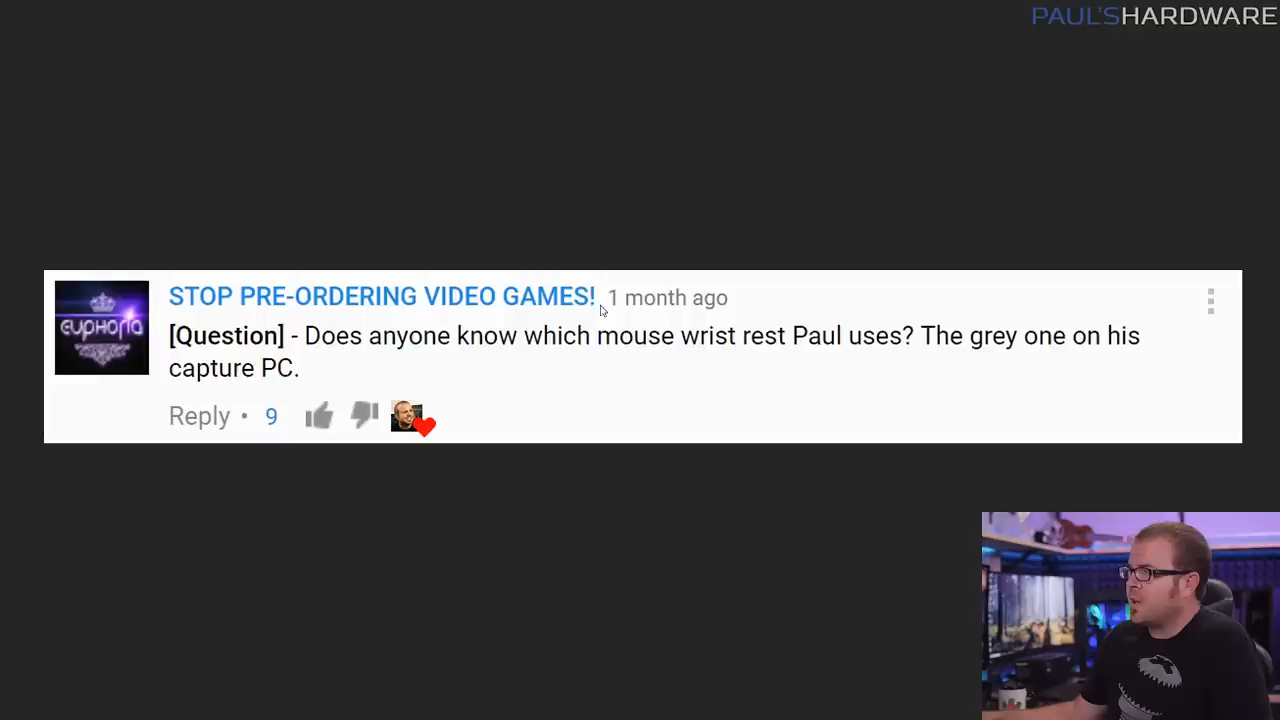 PAUL'SHARDWARE
STOP PRE-ORDERING VIDEO GAMES! 1 month ago
[Question] - Does anyone know which mouse wrist rest Paul uses? The grey one on his
capture PC.
EUPHORIA
Reply • 9